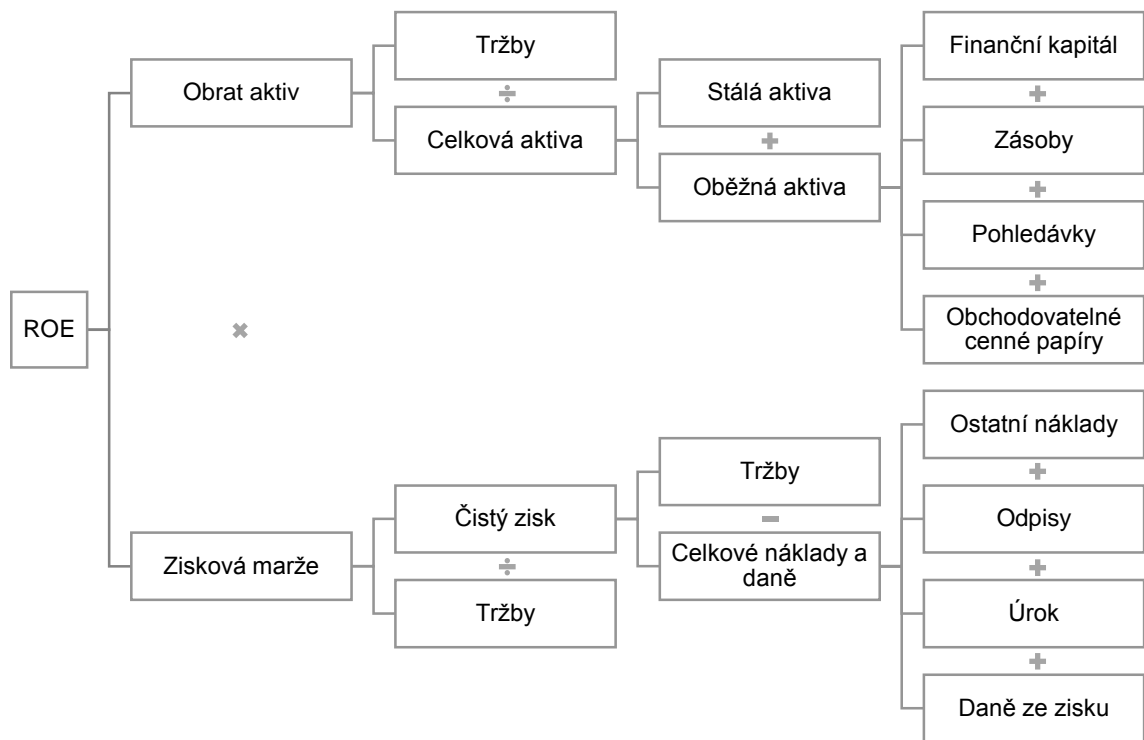 Tržby
Finanční kapitál
Obrat aktiv
÷
Stálá aktiva
+
Celková aktiva
+
Zásoby
Oběžná aktiva
+
Pohledávky
+
ROE
×
Obchodovatelné
cenné papíry
Ostatní náklady
Tržby
+
Čistý zisk
−
Odpisy
Zisková marže
÷
Celkové náklady a
daně
+
Tržby
Úrok
+
Daně ze zisku